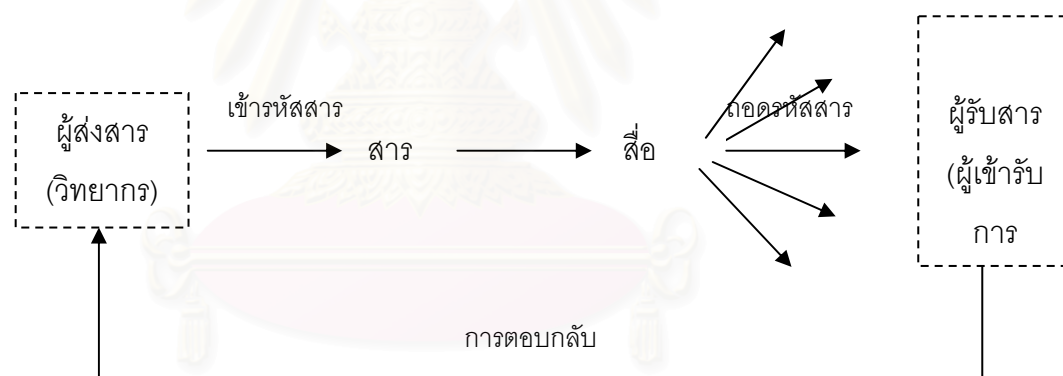 เข้ารหัสสาร
ถอดรหัสสาร
ผู้ส่งสาร
(วิทยากร)
สาร
สื่อ
ผู้รับสาร
(ผู้เข้ารับ
การ
การตอบกลับ